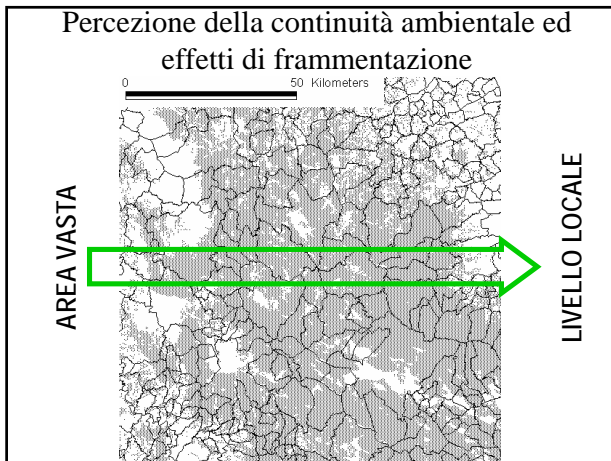 Percezione della continuità ambientale ed
effetti di frammentazione
0 50 Kilometers
AREA VASTA
LIVELLO LOCALE